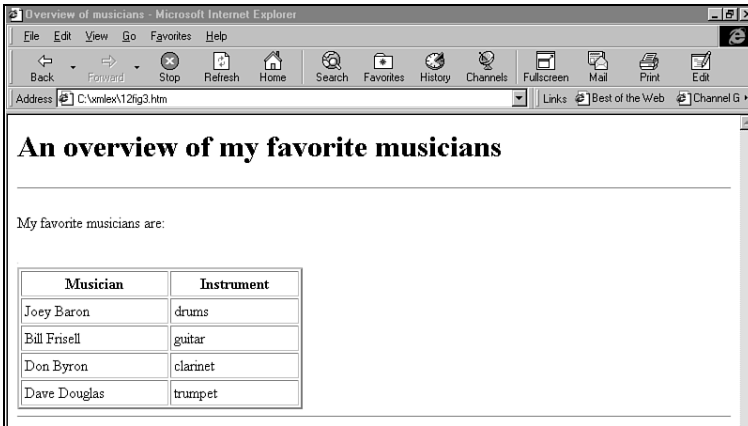 Overview of musicians - Microsoft Internet Explorer
File Edit View Go Favorites Help
Back Forward Stop Refresh Home Search Favorites History Channels Fullscreen Mail Print Edit
Address C:\xmlex\12fig3.htm Links Best of the Web Channel G
An overview of my favorite musicians
My favorite musicians are:
Musician Instrument
Joey Baron drums
Bill Frisell guitar
Don Byron clarinet
Dave Douglas trumpet